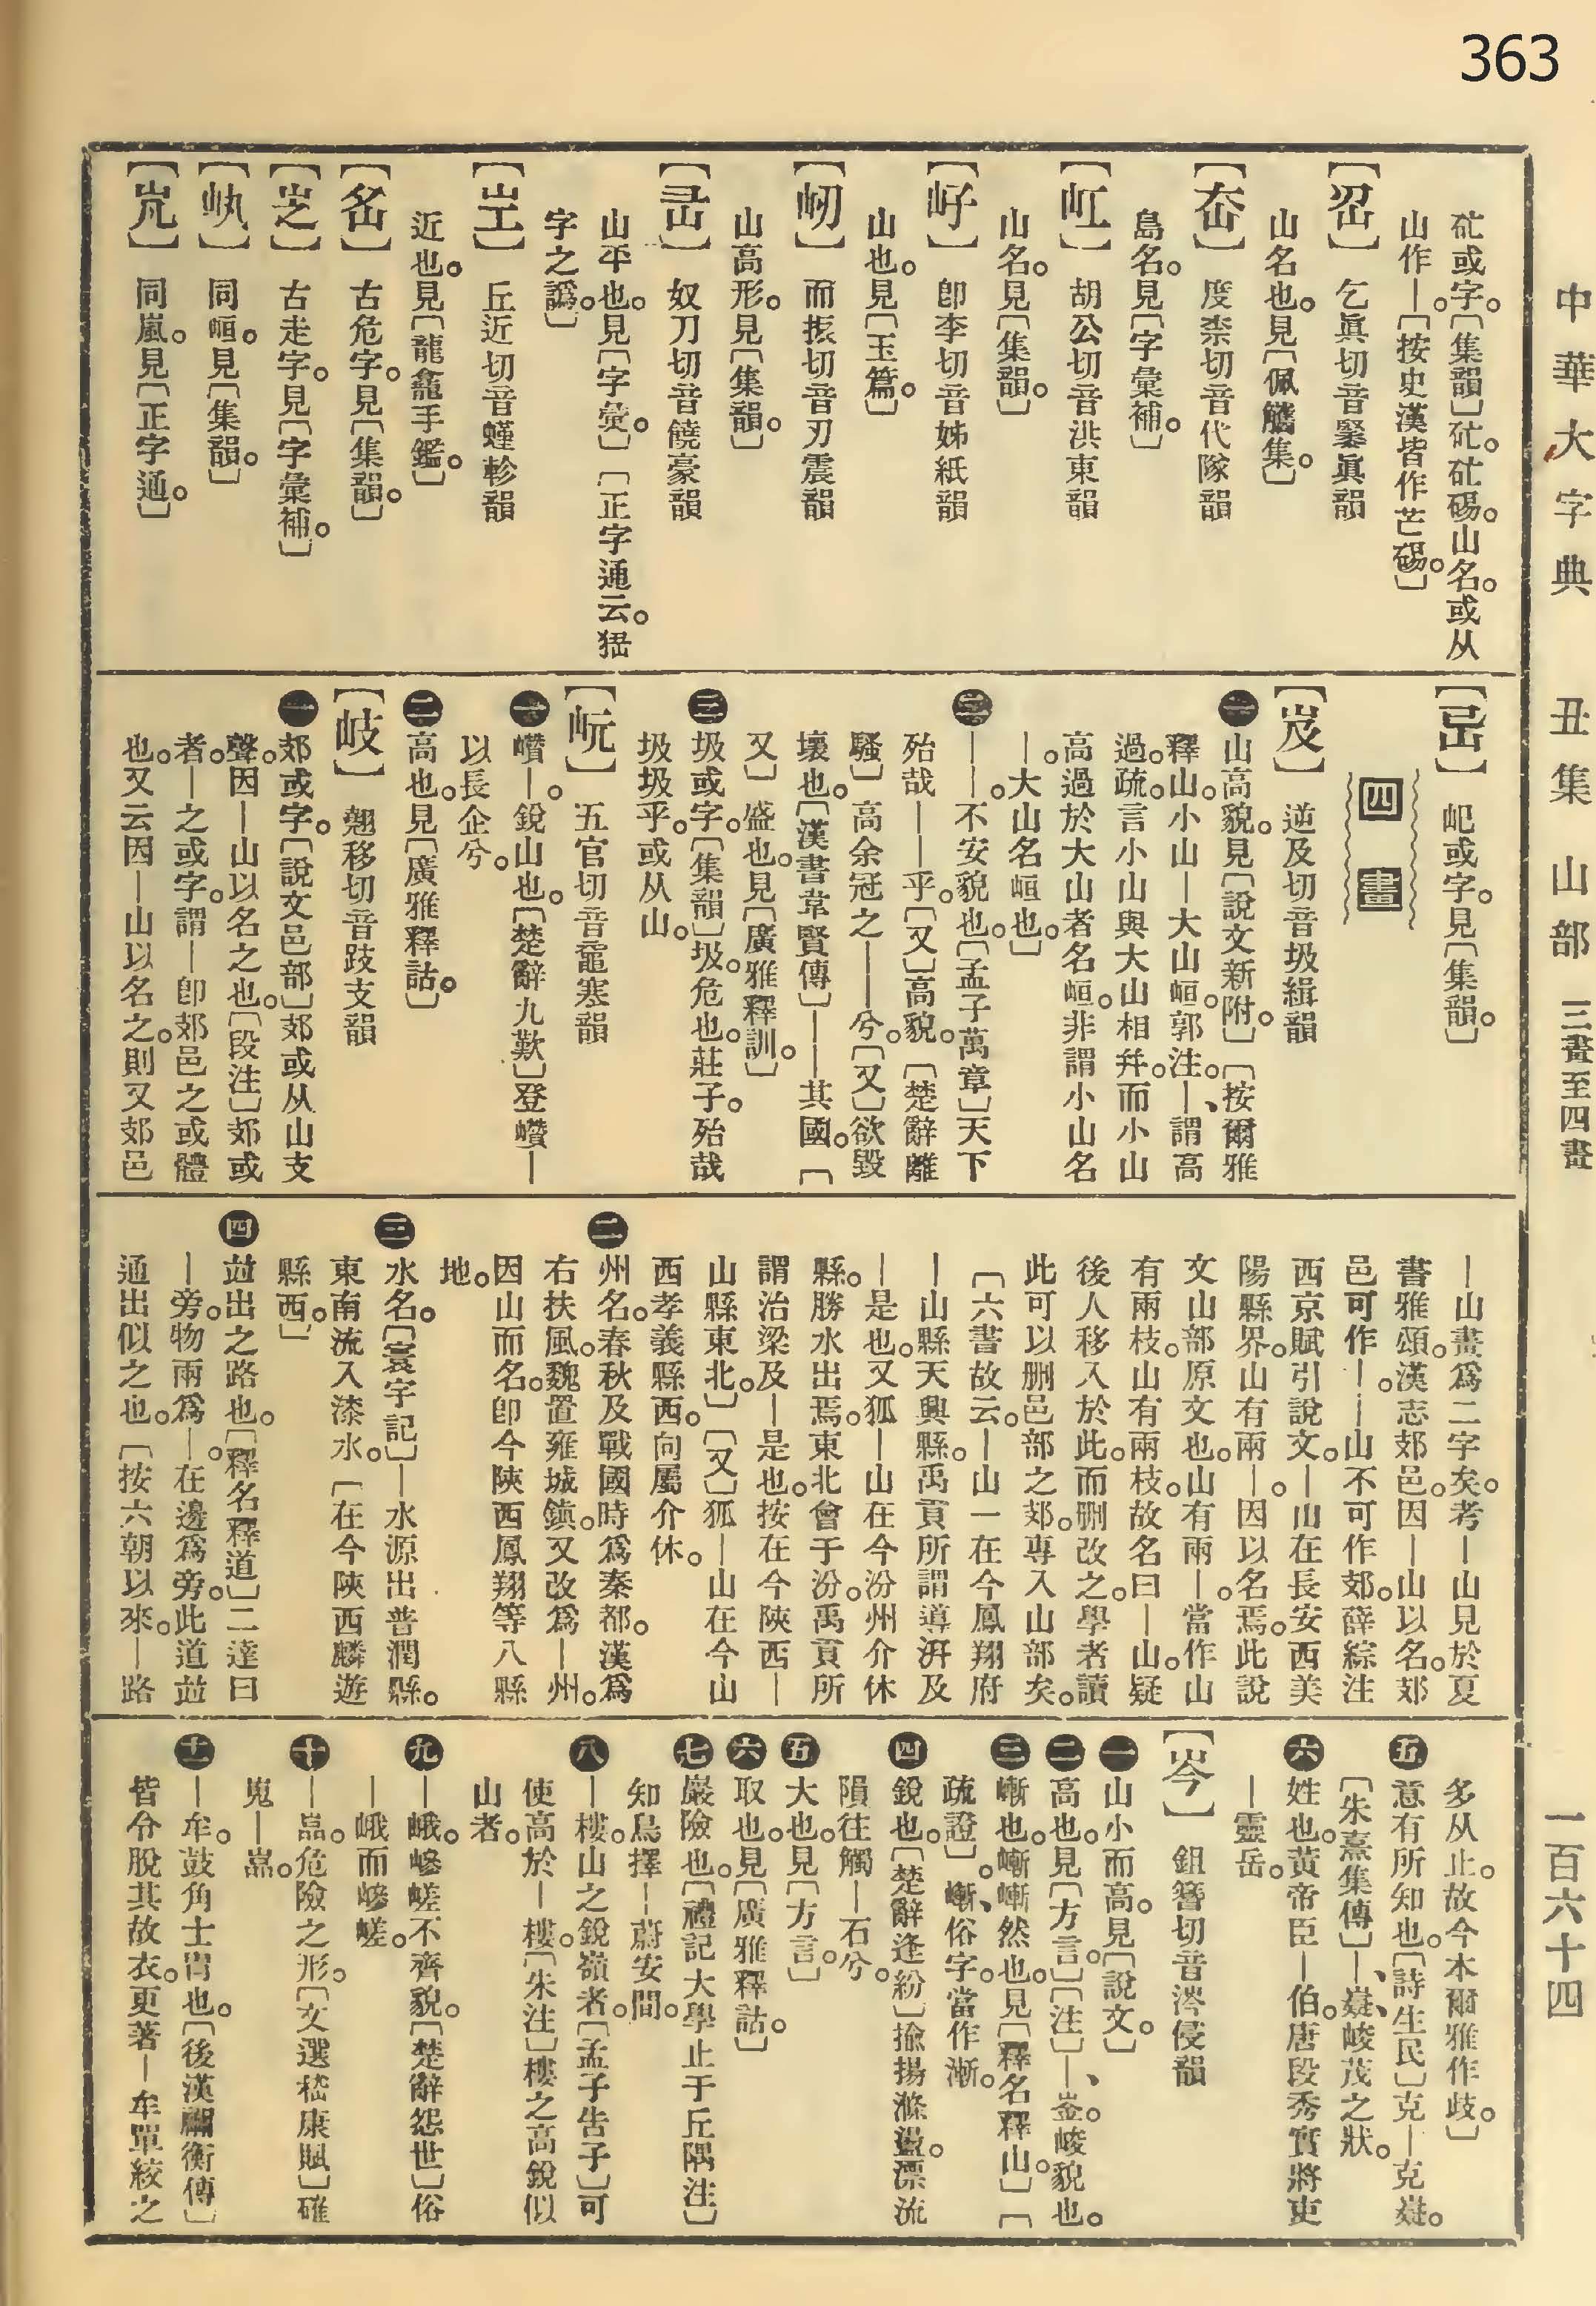 363
中華大字典 丑集 山部 三畫至四畫 一百六十四
矺或字。〔集韻〕矺矺碭。山名。或从
山作—。〔按史漢皆作芒碭。〕
乞眞切音𦂳眞韻
山名也。見〔佩觿集。〕
度柰切音代隊韻
島名。見〔字彙補。〕
【屸】 胡公切音洪東韻
山名。見〔集韻。〕
【㞨】 卽李切音姊紙韻
山也。見〔玉篇。〕
【屻】 而振切音刃震韻
山高形。見〔集韻。〕
奴刀切音饒豪韻
山平也。見〔字彙。〕〔正字通云。猺
字之譌。〕
丘近切音螼軫韻
近也。見〔龍龕手鑑。〕
古危字。見〔集韻。〕
古走字。見〔字彙補。〕
同峘。見〔集韻。〕
同嵐。見〔正字通。〕
屺或字。見〔集韻。〕
四畫
【岌】 逆及切音圾緝韻
一山高貌。見〔說文新附。〕〔按爾雅
釋山。小山—大山峘。郭注。—、謂高
過。疏。言小山與大山相幷。而小山
高過於大山者名峘。非謂小山名
—。大山名峘也。〕
二——。不安貌也。〔孟子萬章〕天下
殆哉——乎。〔又〕高貌。〔楚辭離
騷〕高余冠之——兮。〔又〕欲毀
壞也。〔漢書韋賢傳〕——其國。〔
又〕盛也。見〔廣雅釋訓。〕
三圾或字。〔集韻〕圾。危也。莊子。殆哉
圾圾乎。或从山。
【岏】 五官切音黿寒韻
一巑—。銳山也。〔楚辭九歎〕登巑—
以長企兮。
二高也。見〔廣雅釋詁。〕
【岐】 翹移切音跂支韻
一郊或字。〔說文邑部〕郊或从山支
聲。因—山以名之也。〔段注〕郊或
者。—之或字。謂—卽郊邑之或體
也。又云因—山以名之。則又郊邑
—山畫爲二字矣。考—山見於夏
書雅頌。漢志郊邑。因—山以名。郊
邑可作—。—山不可作郊。薛綜注
西京賦引說文。—山在長安西美
陽縣界。山有兩—。因以名焉。此說
文山部原文也。山有兩—。當作山
有兩枝。山有兩枝。故名曰—山。疑
後人移入於此。而刪改之。學者讀
此可以刪邑部之郊。專入山部矣。
〔六書故云。—山一在今鳳翔府
—山縣天興縣。禹貢所謂導汧及
—是也。又狐—山在今汾州介休
縣。勝水出焉。東北會于汾。禹貢所
謂治梁及—是也。按在今陝西—
山縣東北。〕〔又〕狐—山在今山
西孝義縣西。向屬介休。
二州名。春秋及戰國時爲秦都。漢爲
右扶風。魏置雍城鎭。又改爲—州。
因山而名。卽今陝西鳳翔等八縣
地。
三水名。〔寰宇記〕—水源出普潤縣。
東南流入漆水。〔在今陝西麟遊
縣西。〕
四竝出之路也。〔釋名釋道〕二達曰
—旁。物兩爲—。在邊爲旁。此道竝
通出似之也。〔按六朝以來。—路
多从止。故今本爾雅作歧。〕
五意有所知也。〔詩生民〕克—克嶷。
〔朱熹集傳〕—、嶷、峻茂之狀。
六姓也。黃帝臣—伯。唐段秀實將吏
—靈岳。
【岑】 鉏簪切音涔侵韻
一山小而高。見〔說文。〕
二高也。見〔方言。〕〔注〕—、崟。峻貌也。
三嶃也。嶃嶃然也。見〔釋名釋山。〕〔
疏證〕嶃、俗字。當作漸。
四銳也。〔楚辭逢紛〕揄揚滌盪。漂流
隕往觸—石兮。
五大也。見〔方言。〕
六取也。見〔廣雅釋詁。〕
七巖險也。〔禮記大學止于丘隅注〕
知鳥擇—蔚安閒。
八—樓。山之銳嶺者。〔孟子告子〕可
使高於—樓。〔朱注〕樓之高銳似
山者。
九—峨。嵾嵯不齊貌。〔楚辭怨世〕俗
—峨而嵾嵯。
十—嵓。危險之形。〔文選嵇康賦〕確
嵬—嵓。
十一—牟。鼓角士冑也。〔後漢禰衡傳〕
皆令脫其故衣。更著—牟單絞之